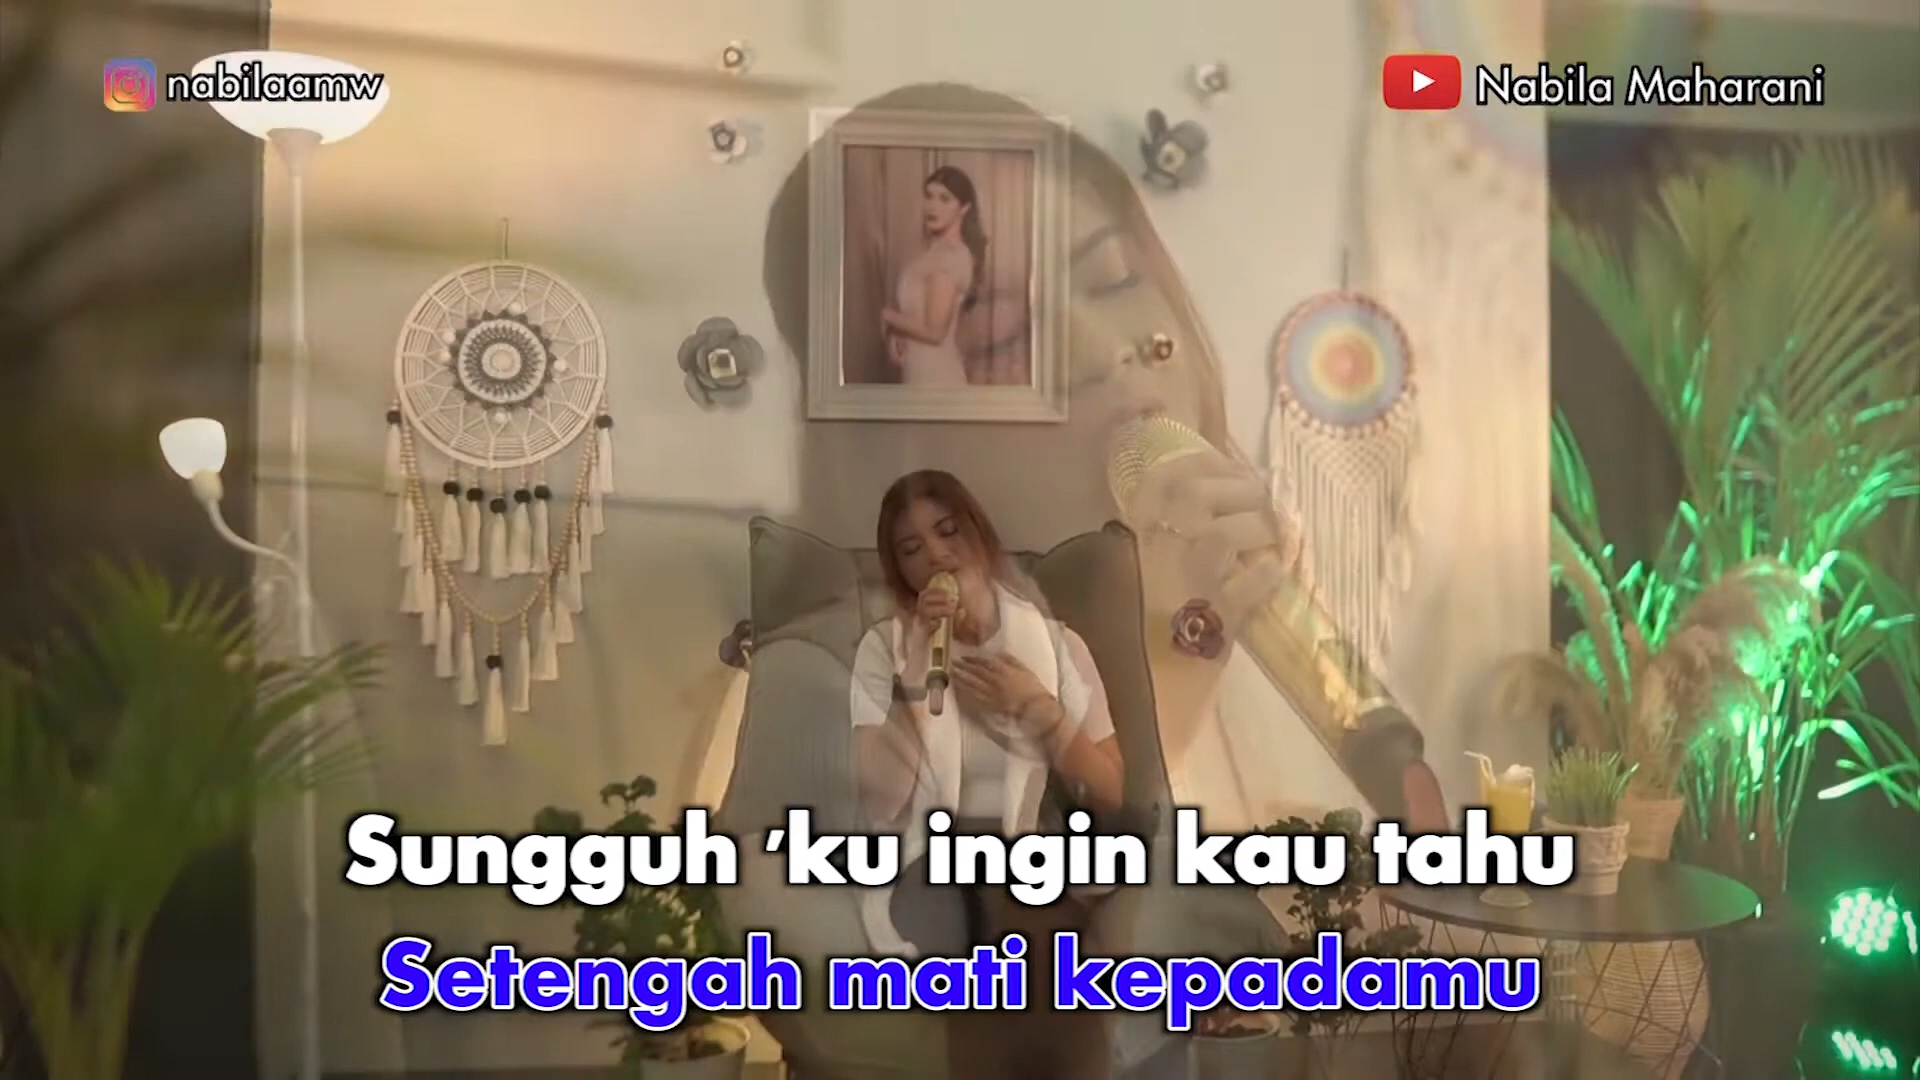 nabilaamw
Nabila Maharani
Sungguh 'ku ingin kau tahu
Setengah mati kepadamu